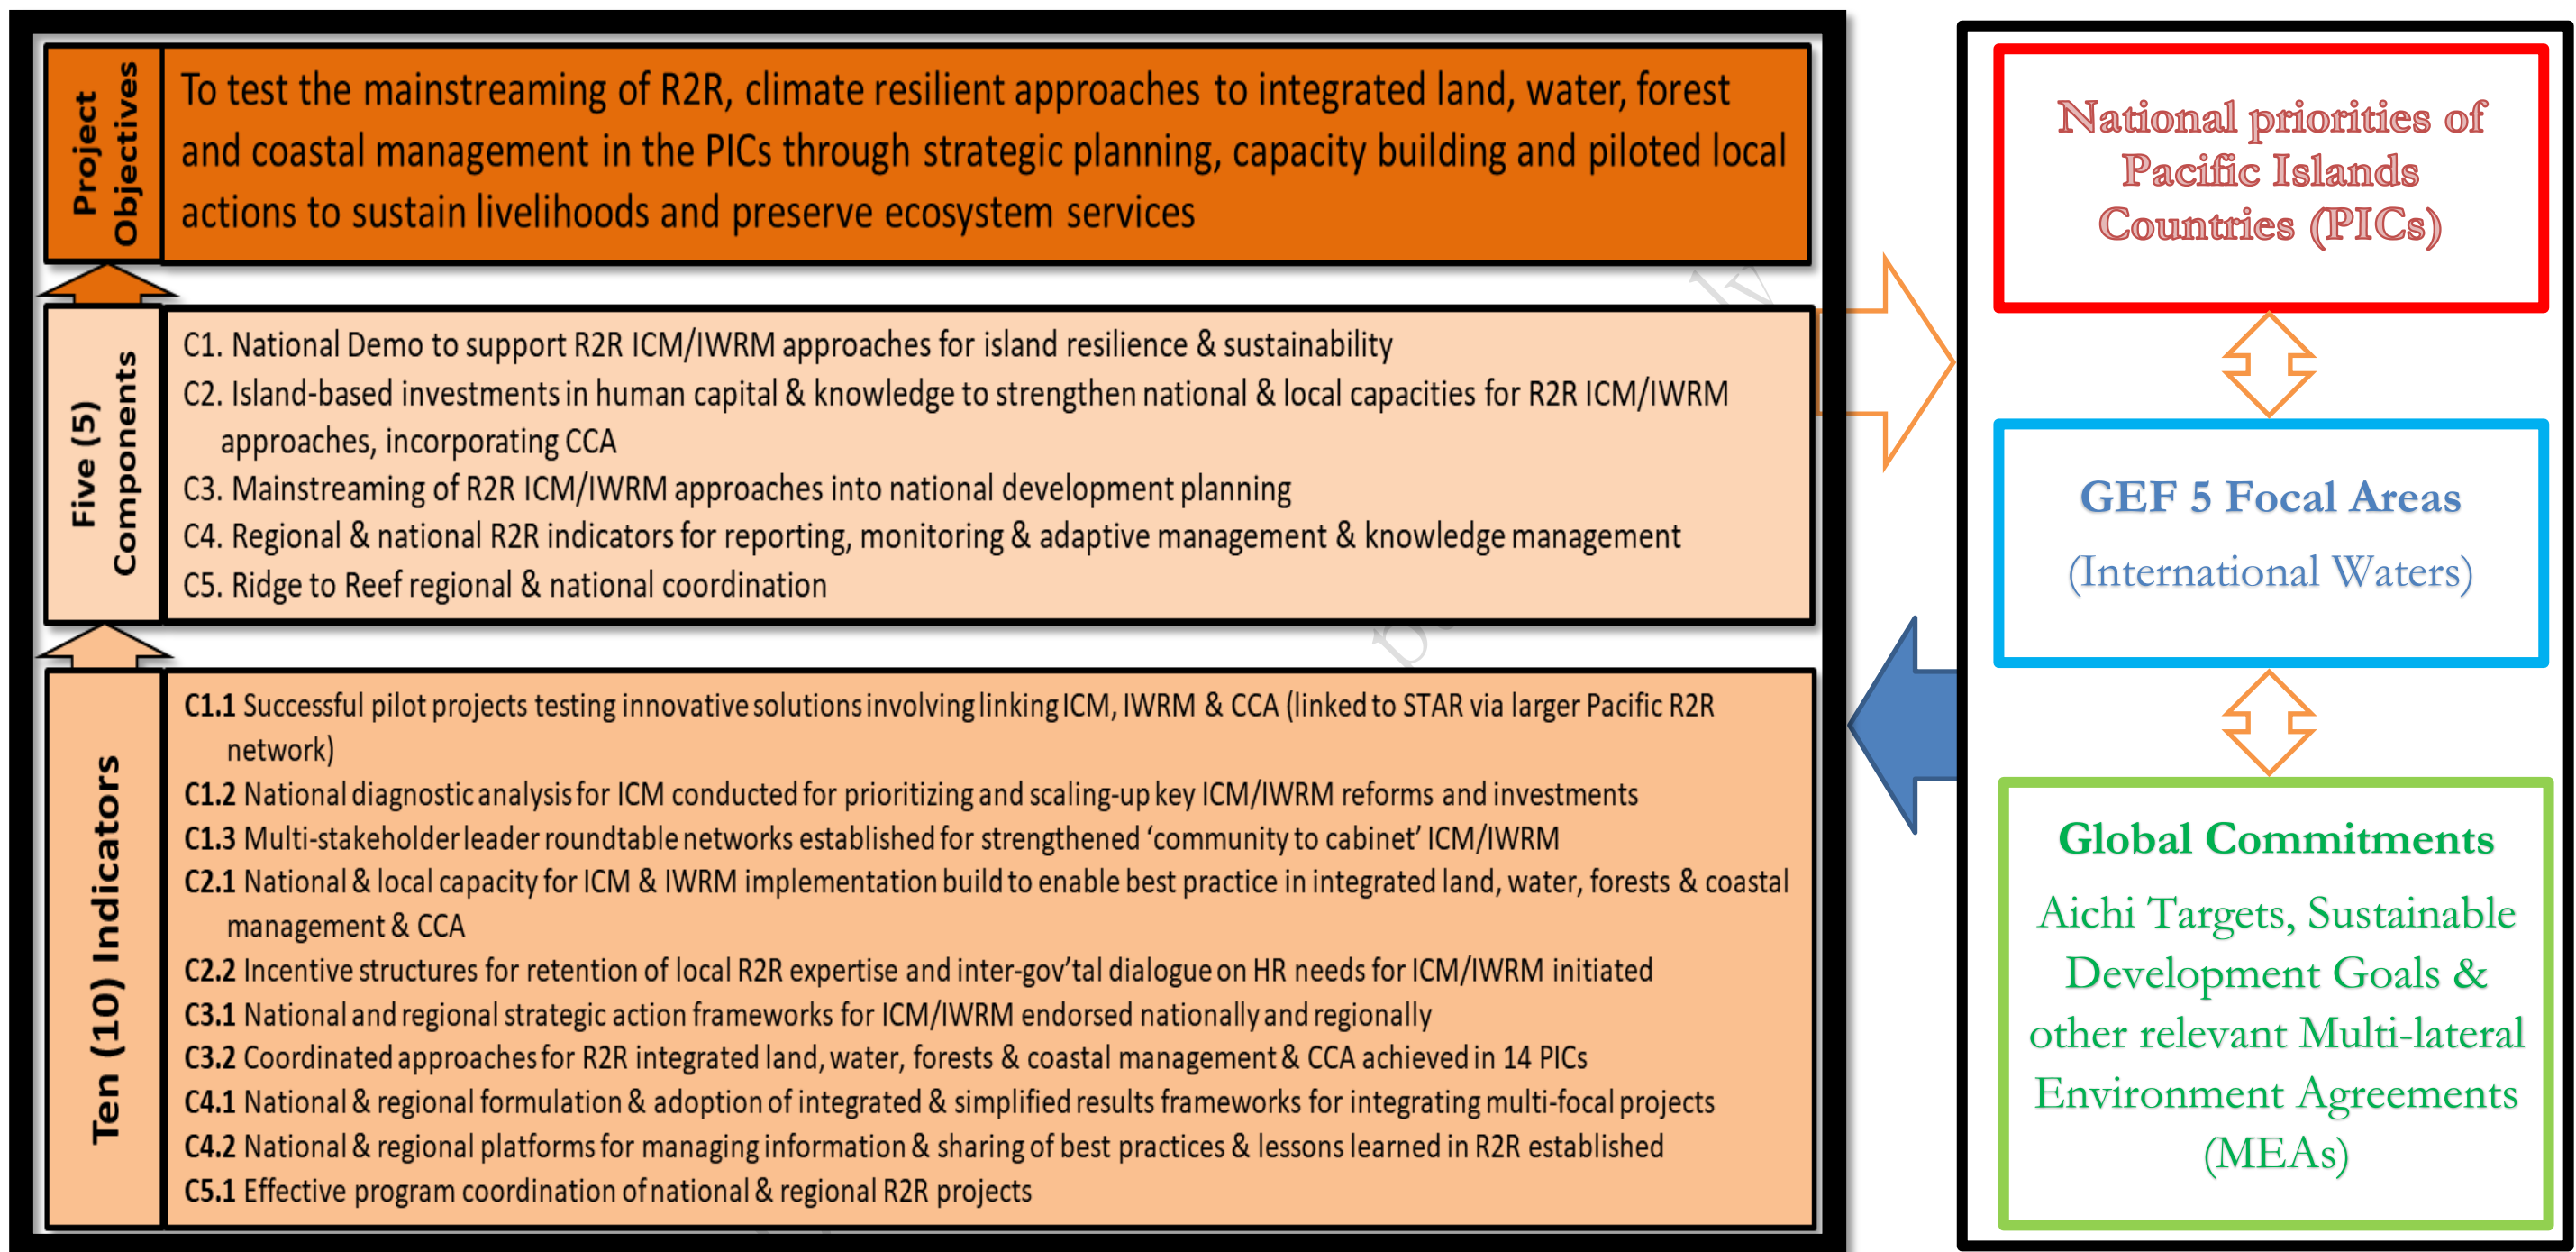 Project
Objectives
To test the mainstreaming of R2R, climate resilient approaches to integrated land, water, forest
and coastal management in the PICs through strategic planning, capacity building and piloted local
actions to sustain livelihoods and preserve ecosystem services
Five (5)
Components
C1. National Demo to support R2R ICM/IWRM approaches for island resilience & sustainability
C2. Island-based investments in human capital & knowledge to strengthen national & local capacities for R2R ICM/IWRM
approaches, incorporating CCA
C3. Mainstreaming of R2R ICM/IWRM approaches into national development planning
C4. Regional & national R2R indicators for reporting, monitoring & adaptive management & knowledge management
C5. Ridge to Reef regional & national coordination
Ten (10) Indicators
C1.1 Successful pilot projects testing innovative solutions involving linking ICM, IWRM & CCA (linked to STAR via larger Pacific R2R
network)
C1.2 National diagnostic analysis for ICM conducted for prioritizing and scaling-up key ICM/IWRM reforms and investments
C1.3 Multi-stakeholder leader roundtable networks established for strengthened ‘community to cabinet’ ICM/IWRM
C2.1 National & local capacity for ICM & IWRM implementation build to enable best practice in integrated land, water, forests & coastal
management & CCA
C2.2 Incentive structures for retention of local R2R expertise and inter-gov’tal dialogue on HR needs for ICM/IWRM initiated
C3.1 National and regional strategic action frameworks for ICM/IWRM endorsed nationally and regionally
C3.2 Coordinated approaches for R2R integrated land, water, forests & coastal management & CCA achieved in 14 PICs
C4.1 National & regional formulation & adoption of integrated & simplified results frameworks for integrating multi-focal projects
C4.2 National & regional platforms for managing information & sharing of best practices & lessons learned in R2R established
C5.1 Effective program coordination of national & regional R2R projects
National priorities of
Pacific Islands
Countries (PICs)
GEF 5 Focal Areas
(International Waters)
Global Commitments
Aichi Targets, Sustainable
Development Goals &
other relevant Multi-lateral
Environment Agreements
(MEAs)